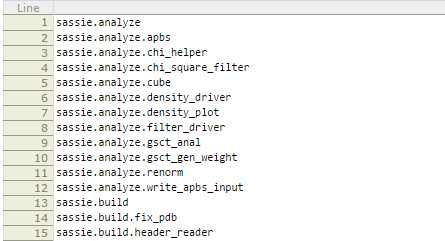 Line
1 sassie.analyze
2 sassie.analyze.apbs
3 sassie.analyze.chi_helper
4 sassie.analyze.chi_square_filter
5 sassie.analyze.cube
6 sassie.analyze.density_driver
7 sassie.analyze.density_plot
8 sassie.analyze.filter_driver
9 sassie.analyze.gsct_anal
10 sassie.analyze.gsct_gen_weight
11 sassie.analyze.renorm
12 sassie.analyze.write_apbs_input
13 sassie.build
14 sassie.build.fix_pdb
15 sassie.build.header_reader